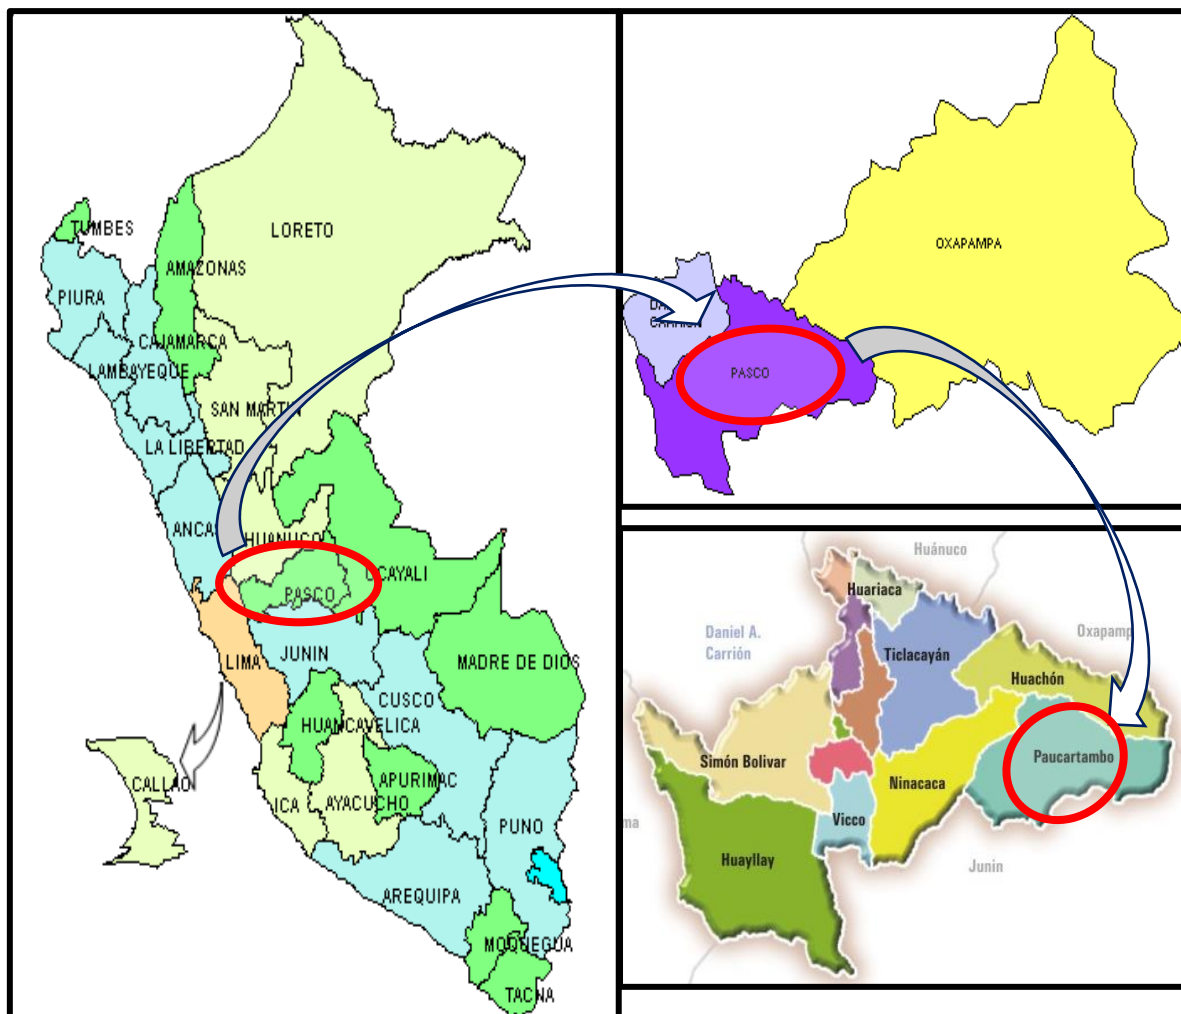 TUMBES
LORETO
AMAZONAS
PIURA
CAJAMARCA
LAMBAYEQUE
SAN MARTIN
LA LIBERTAD
ANCAS
HUANUCO
UCAYALI
PASCO
LIMA
JUNIN
MADRE DE DIOS
CUSCO
HUANCAVELICA
CALLAO
APURIMAC
ICA
AYACUCHO
PUNO
AREQUIPA
MOQUEGUA
TACNA
OXAPAMPA
PASCO
Huánuco
Huariaca
Daniel A.
Carrión
Oxapamp
Ticlacayán
Huachón
Simón Bolivar
Paucartambo
Ninacaca
Vicco
ma
Huayllay
Junin